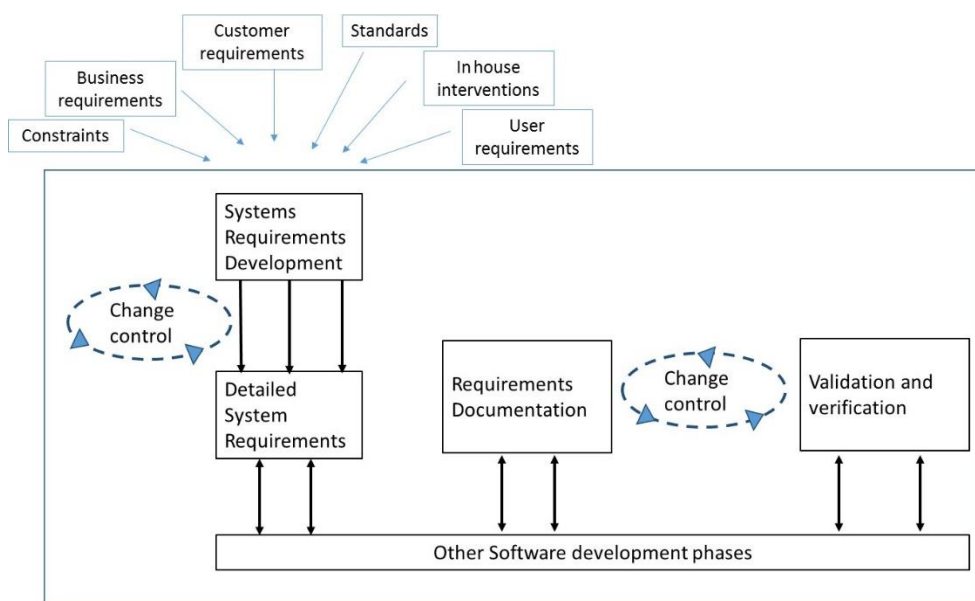 Customer
requirements
Standards
Business
requirements
In house
interventions
Constraints
User
requirements
Systems
Requirements
Development
Change
control
Detailed
System
Requirements
Requirements
Documentation
Change
control
Validation and
verification
Other Software development phases